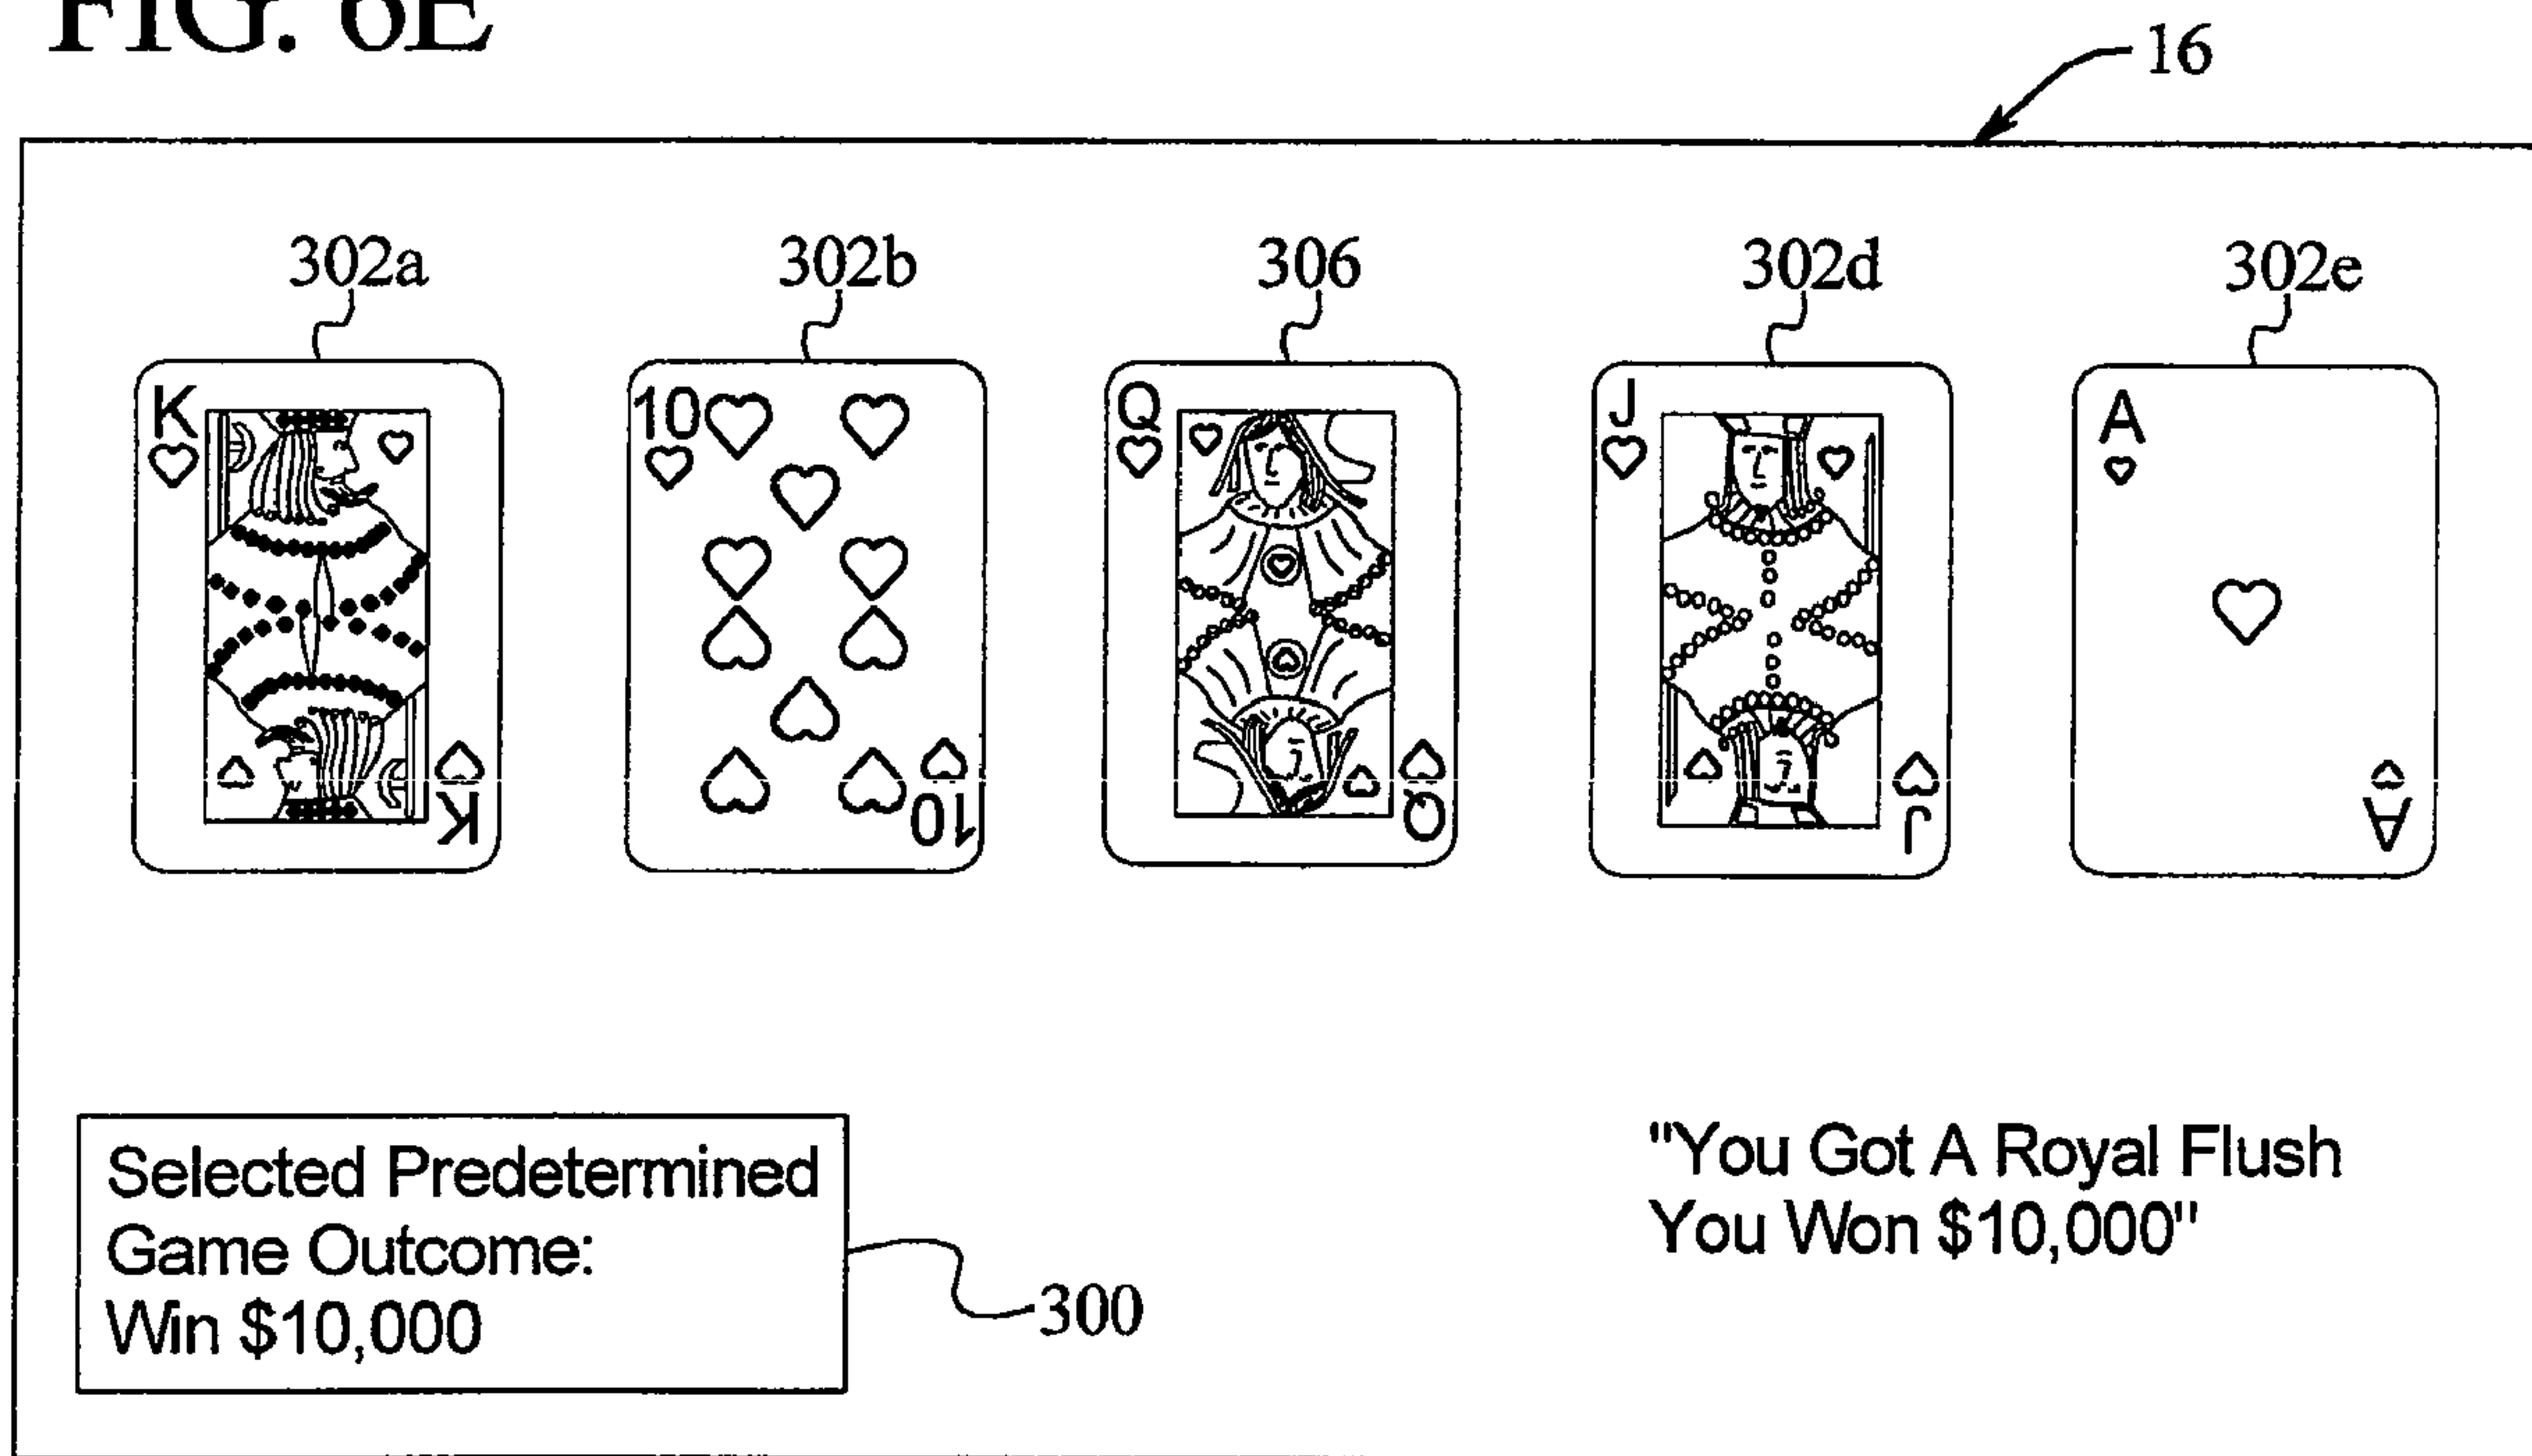 FIG. 6E
16
302a 302b 306 302d 302e
K 10 Q J A
K 10 Q J A
Selected Predetermined
Game Outcome:
Win $10,000
300
"You Got A Royal Flush
You Won $10,000"